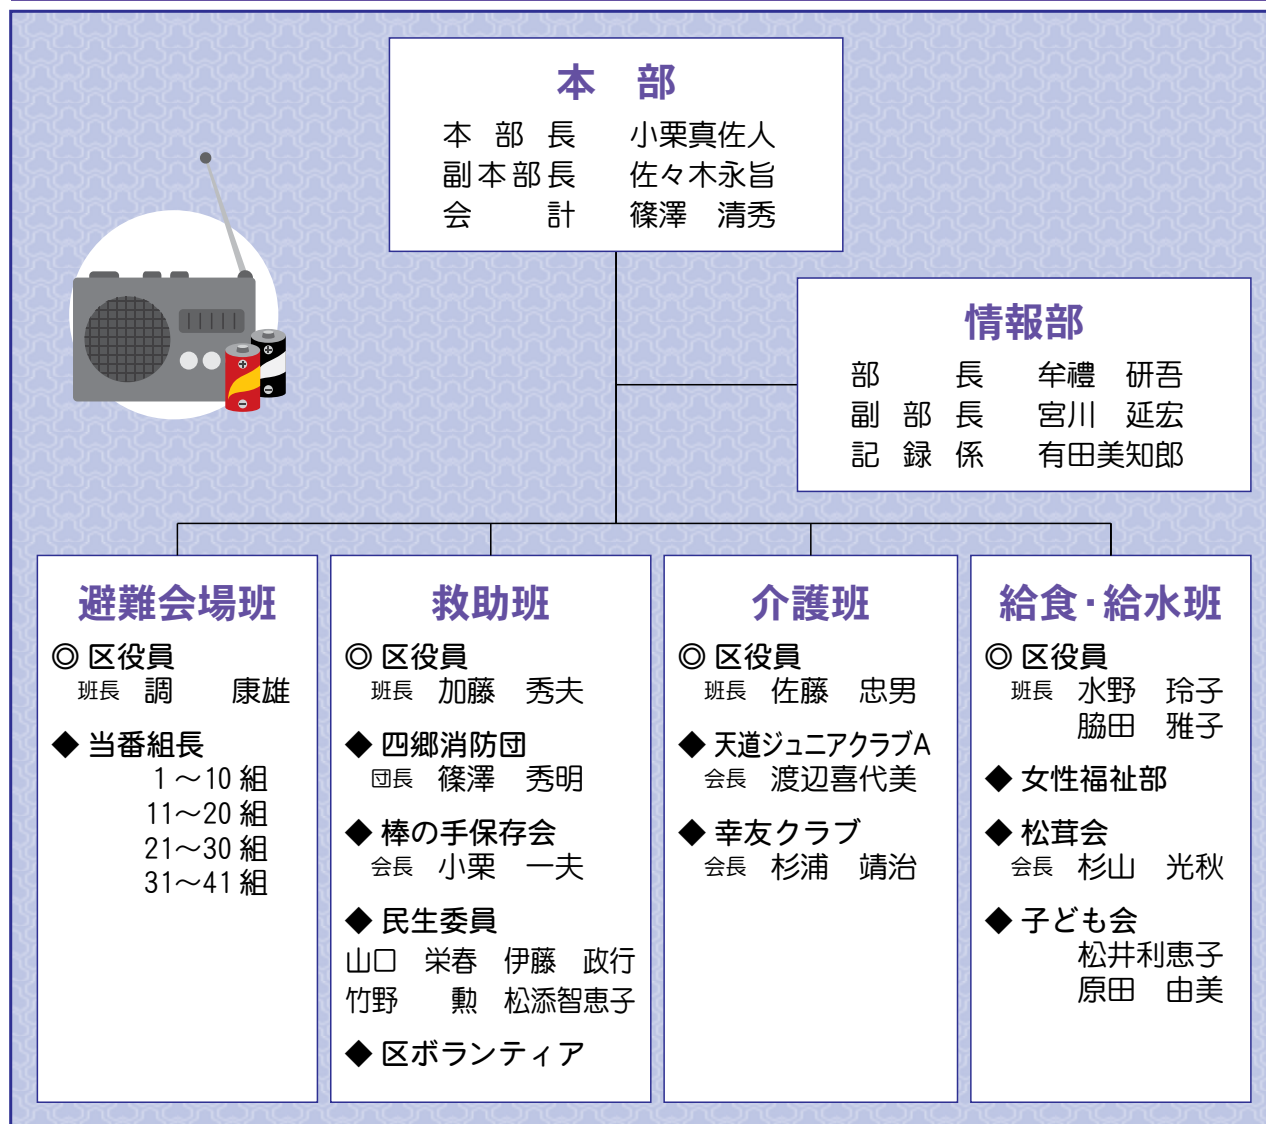 本　部
本部長　小栗真佐人
副本部長　佐々木永旨
会計　篠澤　清秀
情報部
部長　牟禮　研吾
副部長　宮川　延宏
記録係　有田美知郎
避難会場班
◎ 区役員
班長　調　康雄
◆ 当番組長
1～10 組
11～20 組
21～30 組
31～41 組
救助班
◎ 区役員
班長　加藤　秀夫
◆ 四郷消防団
団長　篠澤　秀明
◆ 棒の手保存会
会長　小栗　一夫
◆ 民生委員
山口　栄春　伊藤　政行
竹野　勲　松添智恵子
◆ 区ボランティア
介護班
◎ 区役員
班長　佐藤　忠男
◆ 天道ジュニアクラブA
会長　渡辺喜代美
◆ 幸友クラブ
会長　杉浦　靖治
給食・給水班
◎ 区役員
班長　水野　玲子
脇田　雅子
◆ 女性福祉部
◆ 松茸会
会長　杉山　光秋
◆ 子ども会
松井利恵子
原田　由美